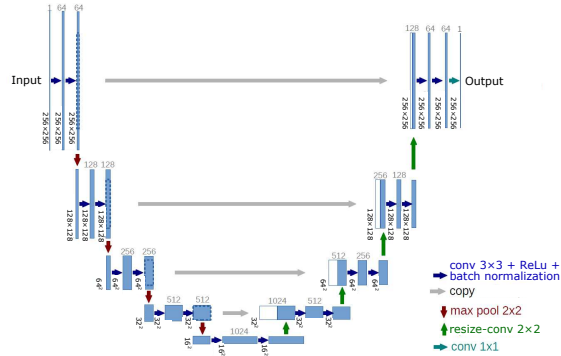 1 64 64
128 64 64 1
Input
Output
256×256 256×256 256×256
256×256 256×256 256×256 256×256
128 128
256 128
128×128 128×128 128×128
128×128 128×128 128×128
256 256
512 256
64² 64² 64²
64² 64² 64²
512 512
1024 512
32² 32² 32²
32² 32² 32²
1024
16² 16² 16²
conv 3×3 + ReLu +
batch normalization
copy
max pool 2x2
resize-conv 2×2
conv 1x1